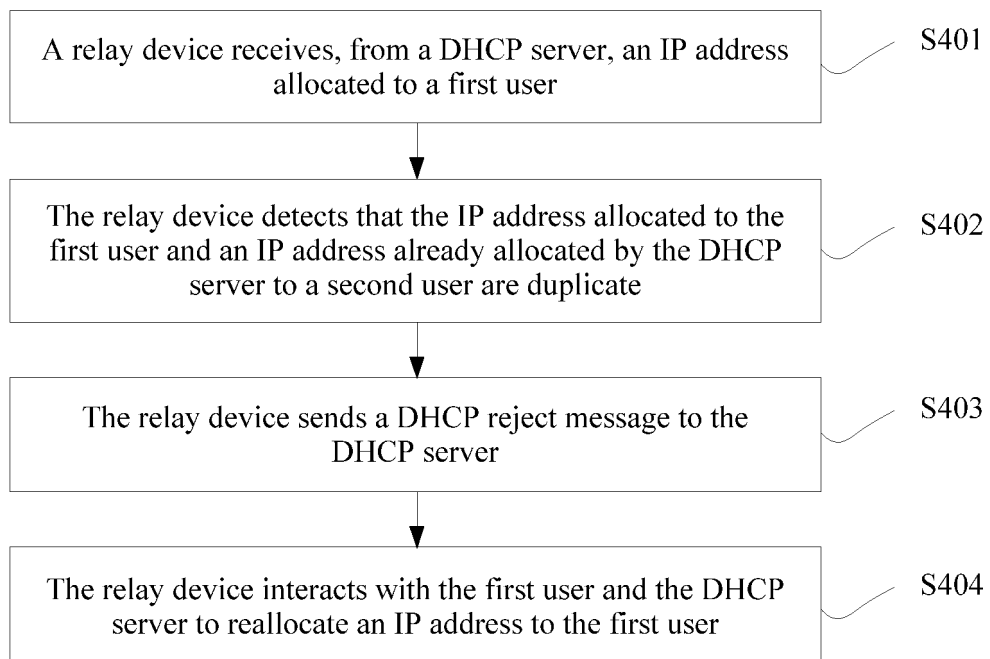 A relay device receives, from a DHCP server, an IP address
allocated to a first user
S401
The relay device detects that the IP address allocated to the
first user and an IP address already allocated by the DHCP
server to a second user are duplicate
S402
The relay device sends a DHCP reject message to the
DHCP server
S403
The relay device interacts with the first user and the DHCP
server to reallocate an IP address to the first user
S404